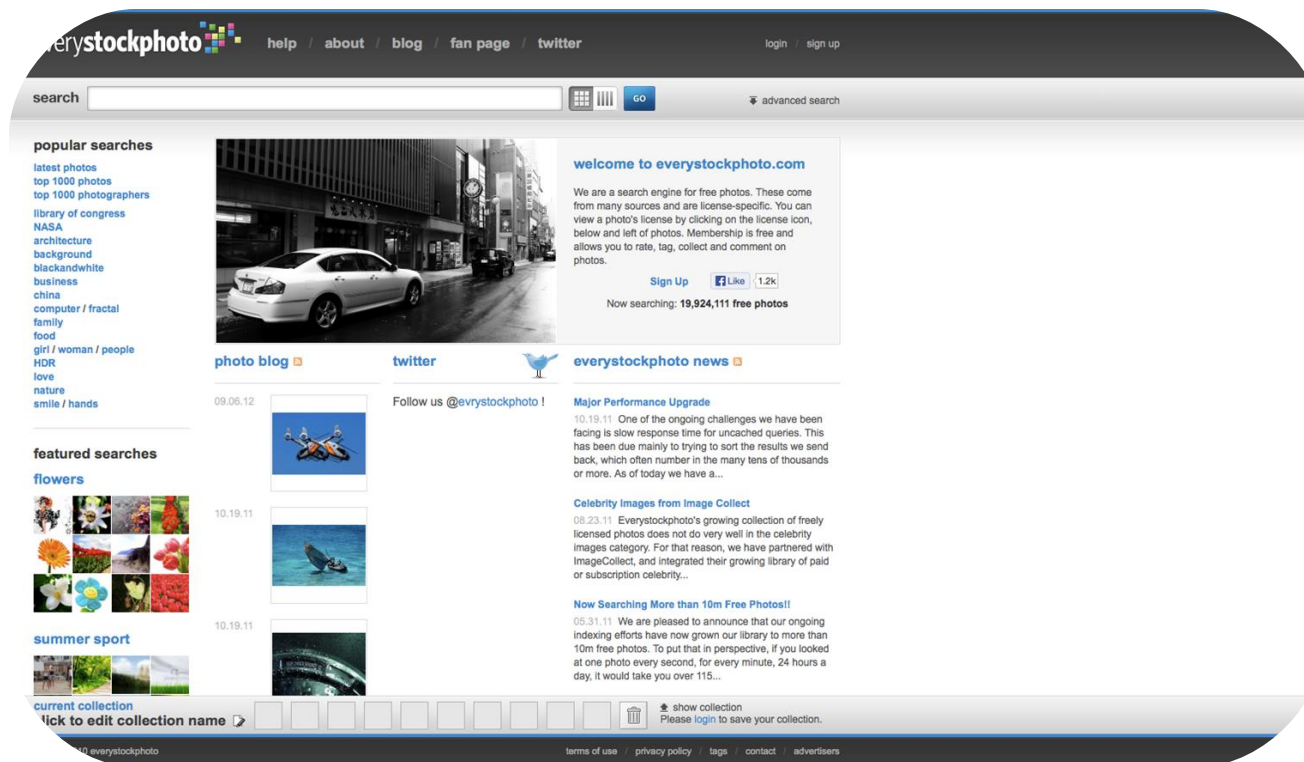 erystockphoto
help / about / blog / fan page / twitter
login / sign up
search
GO
advanced search
popular searches
latest photos
top 1000 photos
top 1000 photographers
library of congress
NASA
architecture
background
blackandwhite
business
china
computer / fractal
family
food
girl / woman / people
HDR
love
nature
smile / hands
featured searches
flowers
summer sport
welcome to everystockphoto.com
We are a search engine for free photos. These come
from many sources and are license-specific. You can
view a photo's license by clicking on the license icon,
below and left of photos. Membership is free and
allows you to rate, tag, collect and comment on
photos.
Sign Up
Like 1.2k
Now searching: 19,924,111 free photos
photo blog
09.06.12
10.19.11
10.19.11
twitter
Follow us @evrystockphoto !
everystockphoto news
Major Performance Upgrade
10.19.11 One of the ongoing challenges we have been
facing is slow response time for uncached queries. This
has been due mainly to trying to sort the results we send
back, which often number in the many tens of thousands
or more. As of today we have a...
Celebrity Images from Image Collect
08.23.11 Everystockphoto's growing collection of freely
licensed photos does not do very well in the celebrity
images category. For that reason, we have partnered with
ImageCollect, and integrated their growing library of paid
or subscription celebrity...
Now Searching More than 10m Free Photos!!
05.31.11 We are pleased to announce that our ongoing
indexing efforts have now grown our library to more than
10m free photos. To put that in perspective, if you looked
at one photo every second, for every minute, 24 hours a
day, it would take you over 115...
current collection
lick to edit collection name
show collection
Please login to save your collection.
10 everystockphoto
terms of use / privacy policy / tags / contact / advertisers